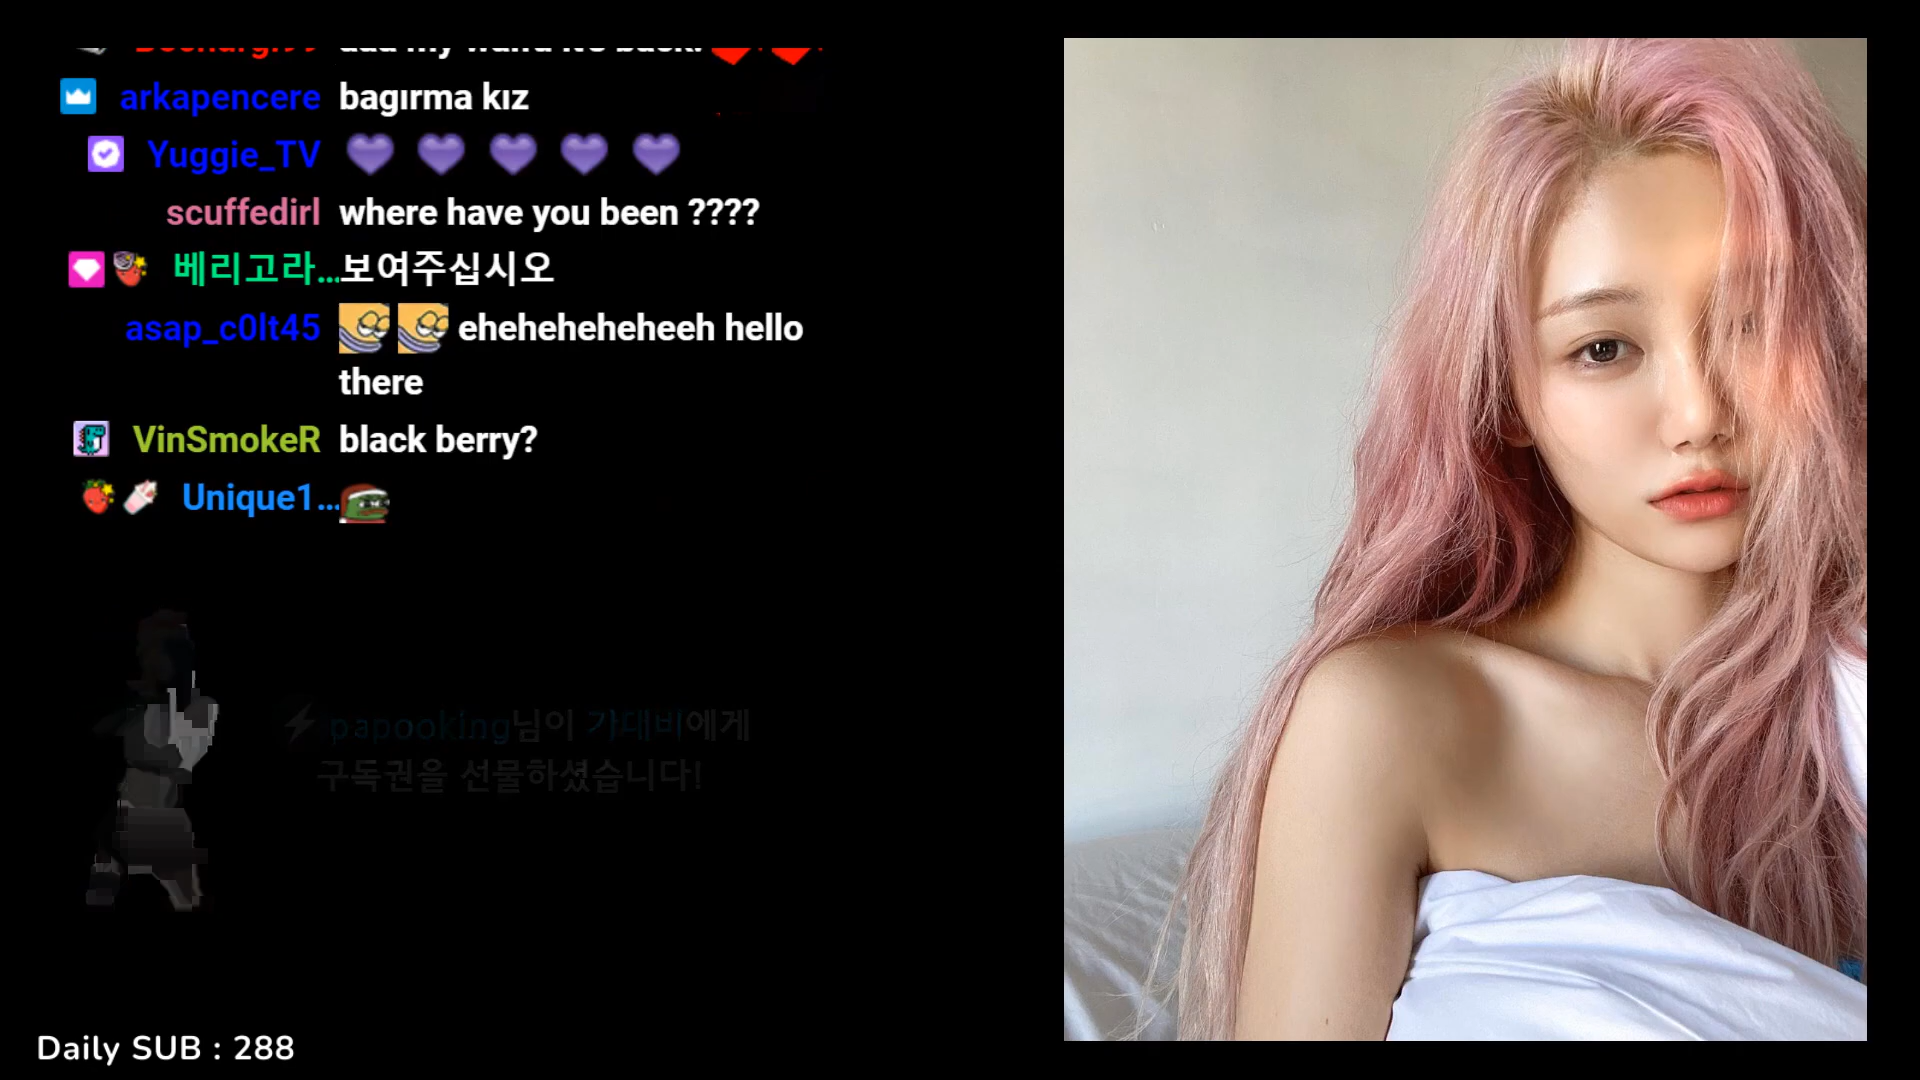 arkapencere bagırma kız
Yuggie_TV
scuffedirl where have you been ????
베리고라… 보여주십시오
asap_c0lt45 eheheheheheeh hello
there
VinSmokeR black berry?
Unique1…
papooking님이 가대비에게
구독권을 선물하셨습니다!
Daily SUB : 288